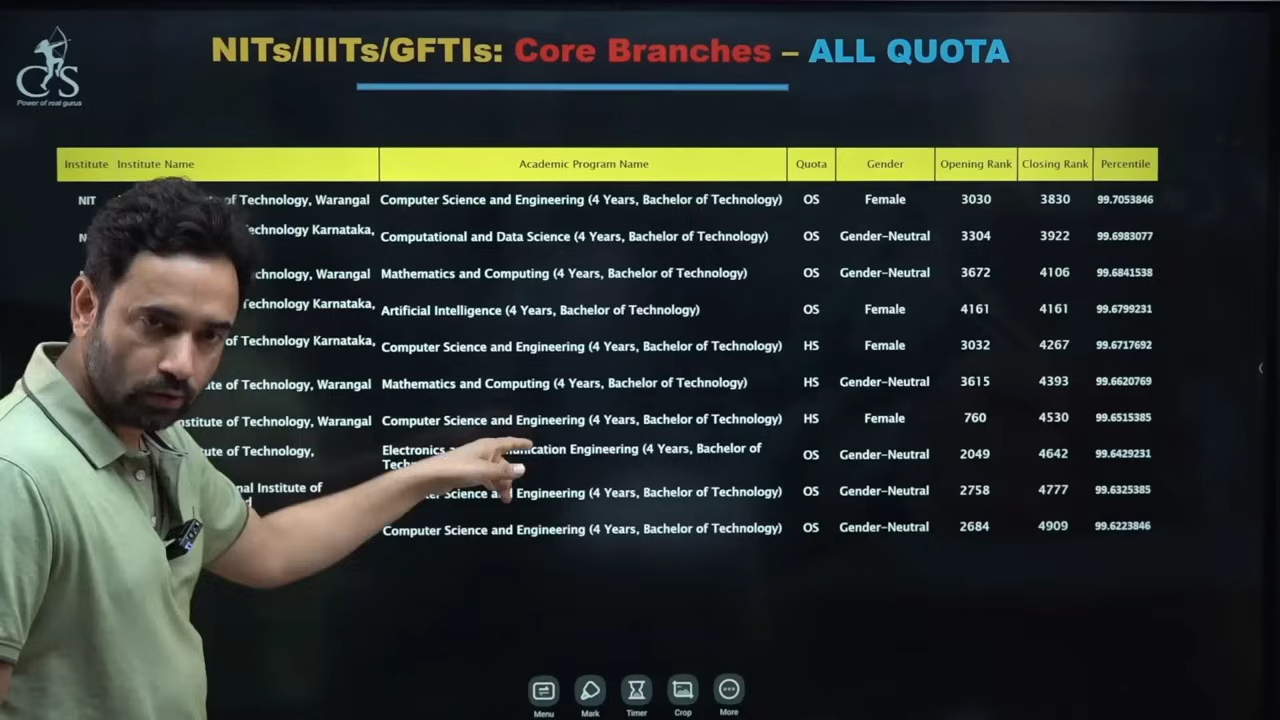 NITs/IIITs/GFTIs: Core Branches – ALL QUOTA
CS
Power of real gurus
Institute Institute Name Academic Program Name Quota Gender Opening Rank Closing Rank Percentile
NIT of Technology, Warangal Computer Science and Engineering (4 Years, Bachelor of Technology) OS Female 3030 3830 99.7053846
Karnataka, Computational and Data Science (4 Years, Bachelor of Technology) OS Gender-Neutral 3304 3922 99.6983077
Warangal Mathematics and Computing (4 Years, Bachelor of Technology) OS Gender-Neutral 3672 4106 99.6841538
Technology Karnataka, Artificial Intelligence (4 Years, Bachelor of Technology) OS Female 4161 4161 99.6799231
of Technology Karnataka, Computer Science and Engineering (4 Years, Bachelor of Technology) HS Female 3032 4267 99.6717692
of Technology, Warangal Mathematics and Computing (4 Years, Bachelor of Technology) HS Gender-Neutral 3615 4393 99.6620769
of Technology, Warangal Computer Science and Engineering (4 Years, Bachelor of Technology) HS Female 760 4530 99.6515385
of Technology, Electronics Engineering (4 Years, Bachelor of
OS Gender-Neutral 2049 4642 99.6429231
Institute of Science and Engineering (4 Years, Bachelor of Technology) OS Gender-Neutral 2758 4777 99.6325385
Computer Science and Engineering (4 Years, Bachelor of Technology) OS Gender-Neutral 2684 4909 99.6223846
Menu Mark Timer Crop More